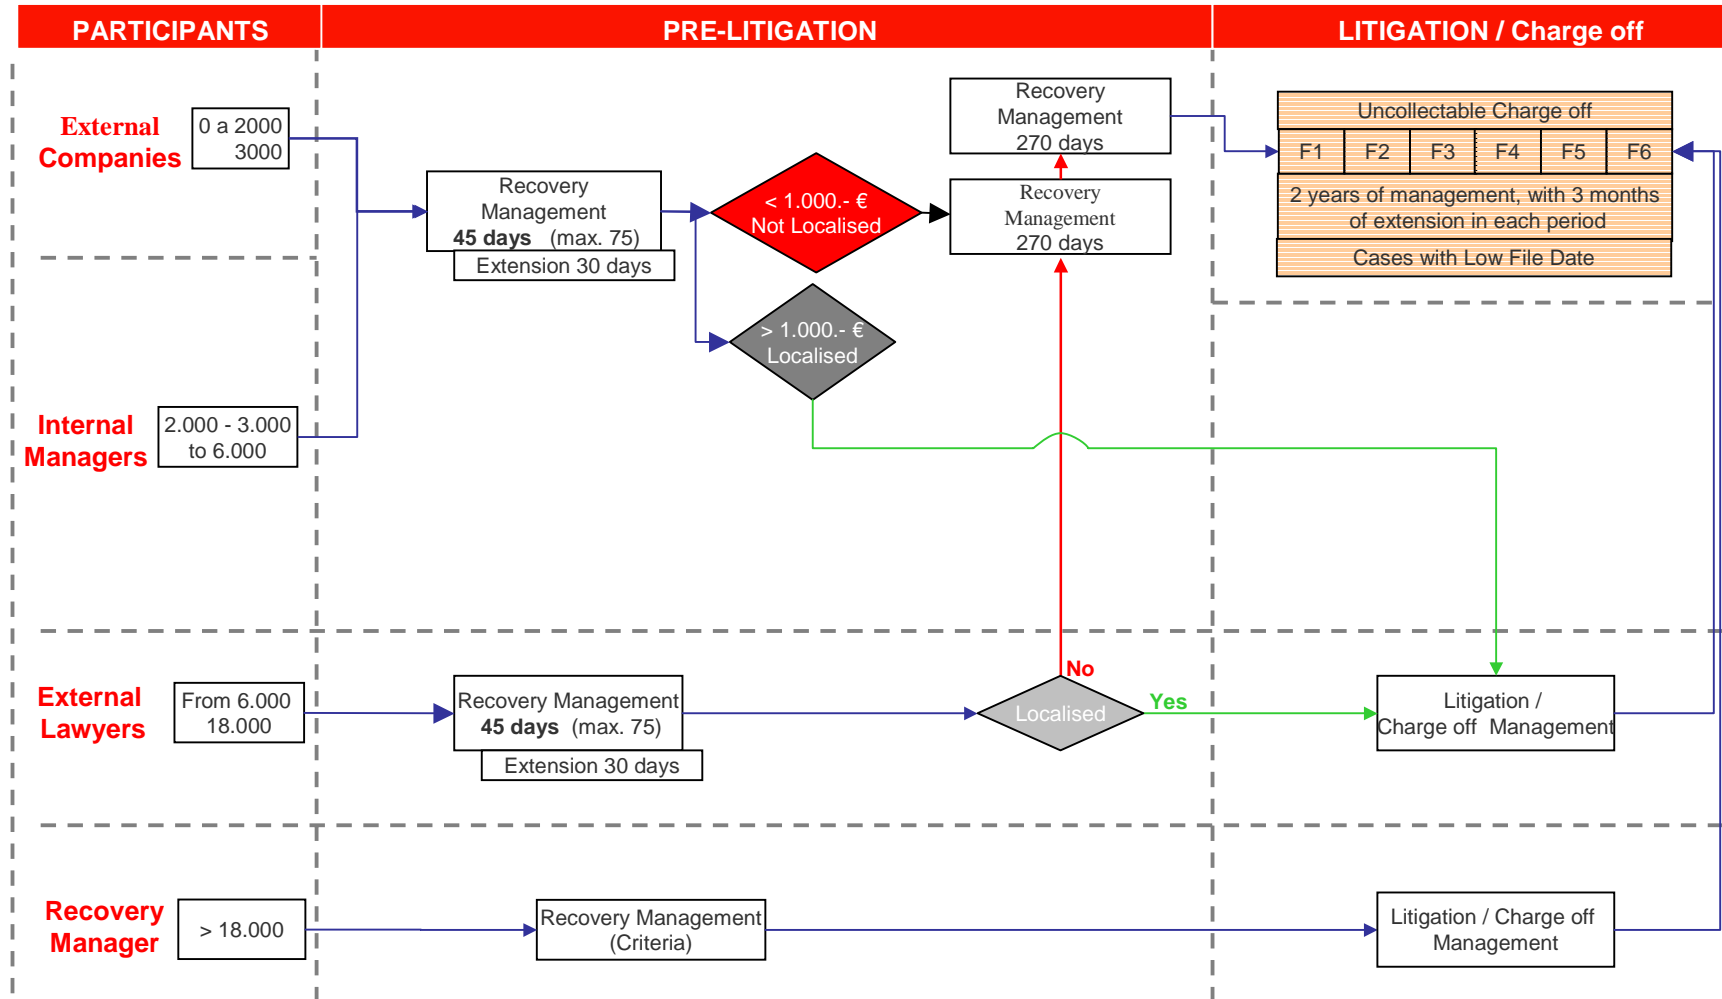 PARTICIPANTS
PRE-LITIGATION
LITIGATION / Charge off
External
Companies
0 a 2000
3000
Recovery
Management
45 days (max. 75)
Extension 30 days
< 1.000.- €
Not Localised
> 1.000.- €
Localised
Recovery
Management
270 days
Recovery
Management
270 days
Uncollectable Charge off
F1 F2 F3 F4 F5 F6
2 years of management, with 3 months
of extension in each period
Cases with Low File Date
Internal
Managers
2.000 - 3.000
to 6.000
External
Lawyers
From 6.000
18.000
Recovery Management
45 days (max. 75)
Extension 30 days
Localised
No
Yes
Litigation /
Charge off Management
Recovery
Manager
> 18.000
Recovery Management
(Criteria)
Litigation / Charge off
Management